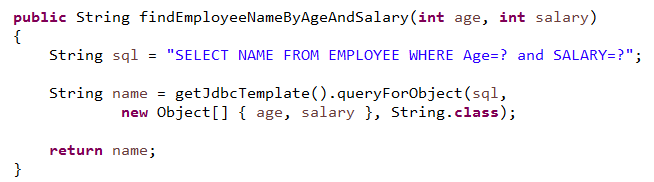 public String findEmployeeNameByAgeAndSalary(int age, int salary)
{
    String sql = "SELECT NAME FROM EMPLOYEE WHERE Age=? and SALARY=?";
    String name = getJdbcTemplate().queryForObject(sql,
            new Object[] { age, salary }, String.class);
    return name;
}